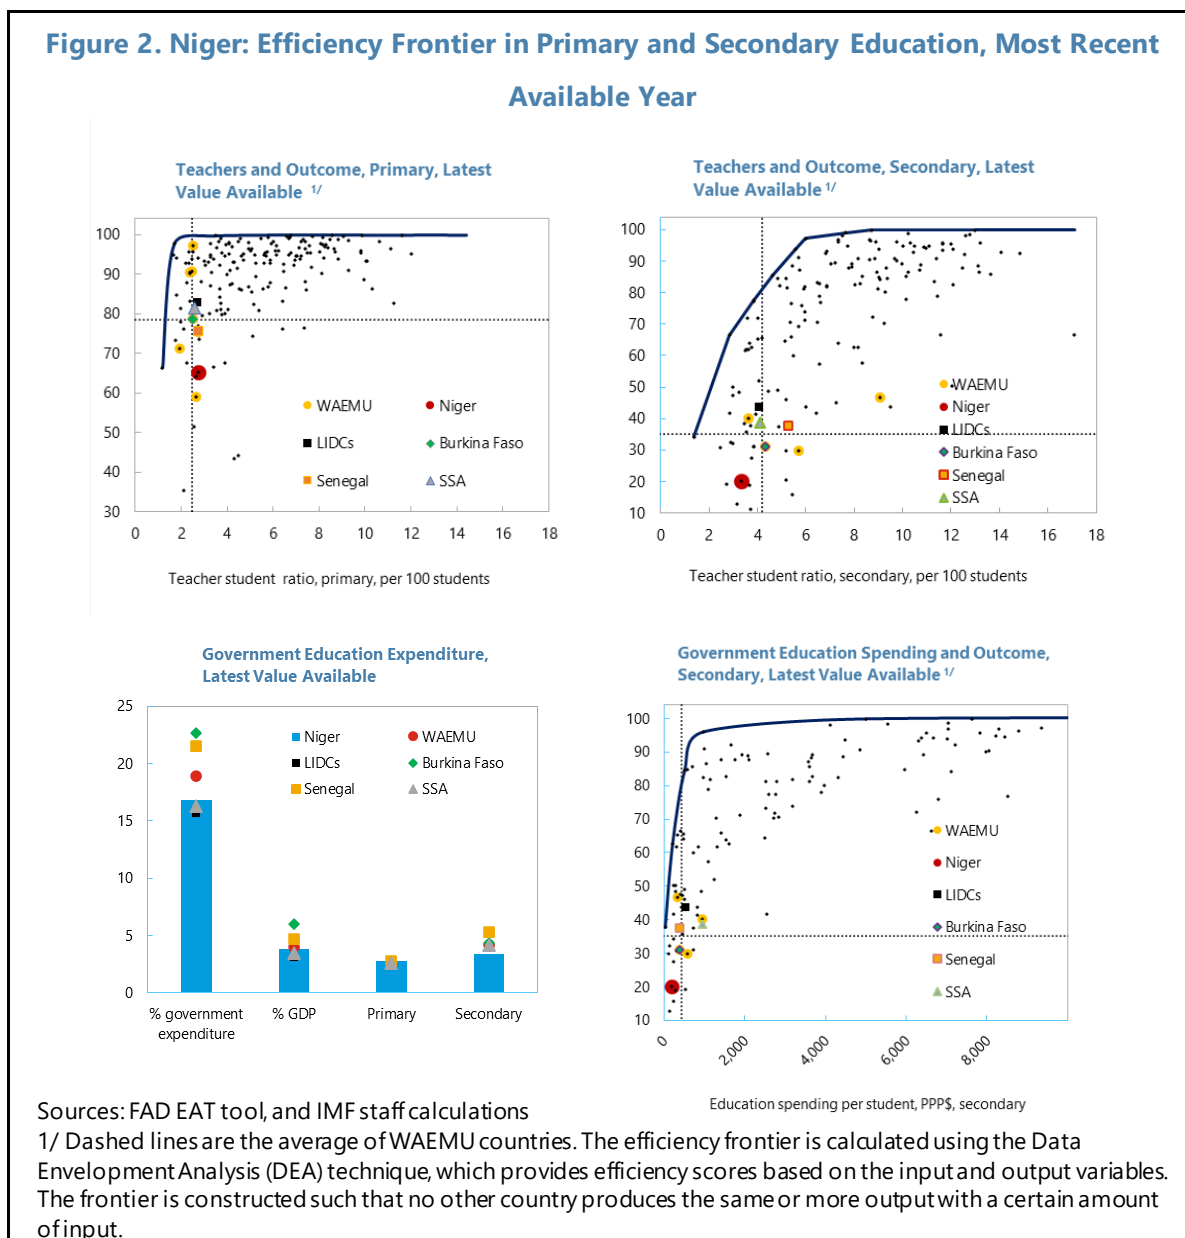 Figure 2. Niger: Efficiency Frontier in Primary and Secondary Education, Most Recent
Available Year
Teachers and Outcome, Primary, Latest
Value Available 1/
100
90
80
70
60
50
40
30
0 2 4 6 8 10 12 14 16 18
WAEMU
Niger
LIDCs
Burkina Faso
Senegal
SSA
Teacher student ratio, primary, per 100 students
Teachers and Outcome, Secondary, Latest
Value Available 1/
100
90
80
70
60
50
40
30
20
10
0 2 4 6 8 10 12 14 16 18
WAEMU
Niger
LIDCs
Burkina Faso
Senegal
SSA
Teacher student ratio, secondary, per 100 students
Government Education Expenditure,
Latest Value Available
25
20
15
10
5
0
Niger
WAEMU
LIDCs
Burkina Faso
Senegal
SSA
% government
expenditure
% GDP
Primary
Secondary
Government Education Spending and Outcome,
Secondary, Latest Value Available 1/
100
90
80
70
60
50
40
30
20
10
0 2,000 4,000 6,000 8,000
WAEMU
Niger
LIDCs
Burkina Faso
Senegal
SSA
Education spending per student, PPP$, secondary
Sources: FAD EAT tool, and IMF staff calculations
1/ Dashed lines are the average of WAEMU countries. The efficiency frontier is calculated using the Data
Envelopment Analysis (DEA) technique, which provides efficiency scores based on the input and output variables.
The frontier is constructed such that no other country produces the same or more output with a certain amount
of input.